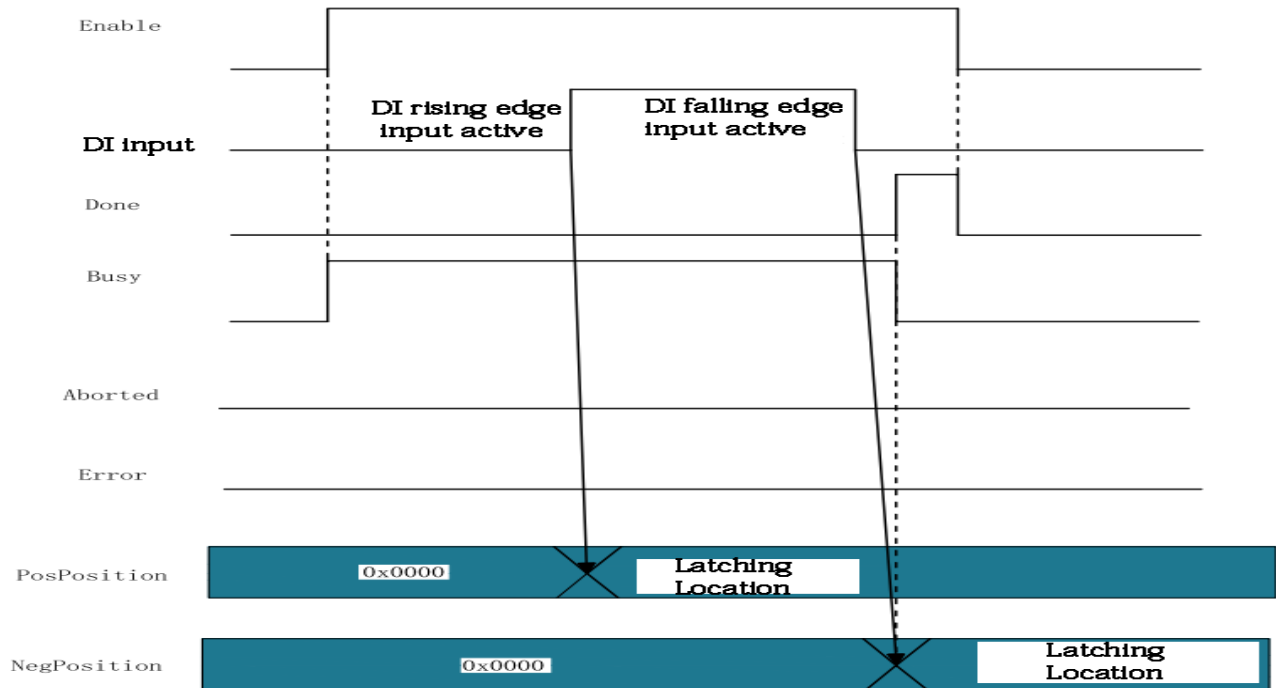 Enable
DI rising edge
input active
DI falling edge
input active
DI input
Done
Busy
Aborted
Error
PosPosition
0x0000
Latching
Location
NegPosition
0x0000
Latching
Location